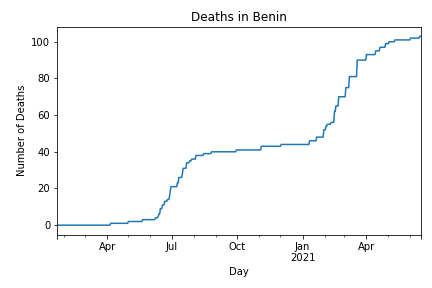 Deaths in Benin
Number of Deaths
100
80
60
40
20
0
Apr
Jul
Oct
Jan
2021
Apr
Day